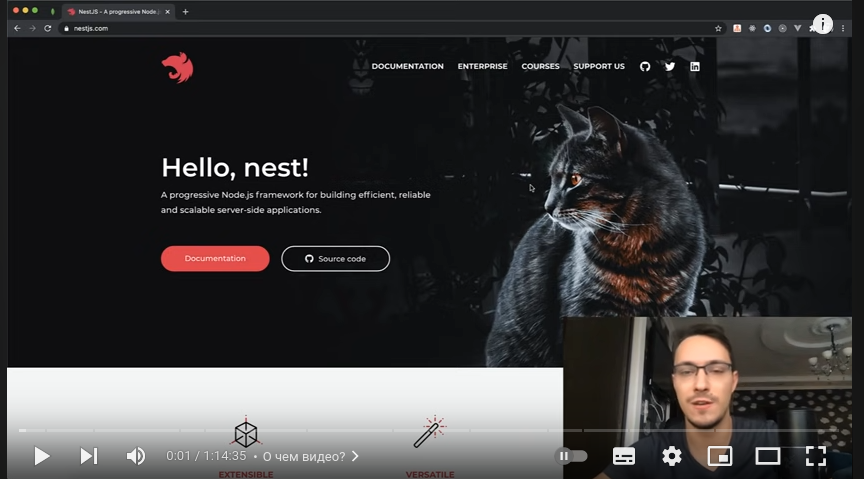 NestJS - A progressive Node.j
nestjs.com
DOCUMENTATION ENTERPRISE COURSES SUPPORT US
Hello, nest!
A progressive Node.js framework for building efficient, reliable
and scalable server-side applications.
Documentation
Source code
EXTENSIBLE
VERSATILE
0:01 / 1:14:35 • О чем видео?